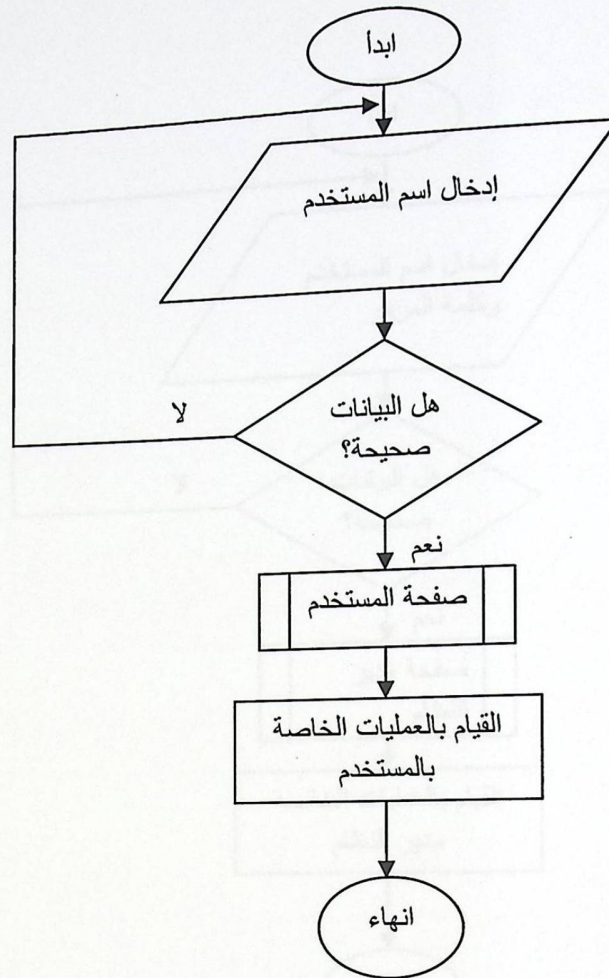 ابدأ
إدخال اسم المستخدم
هل البيانات
صحيحة؟
لا
نعم
صفحة المستخدم
القيام بالعمليات الخاصة
بالمستخدم
انهاء